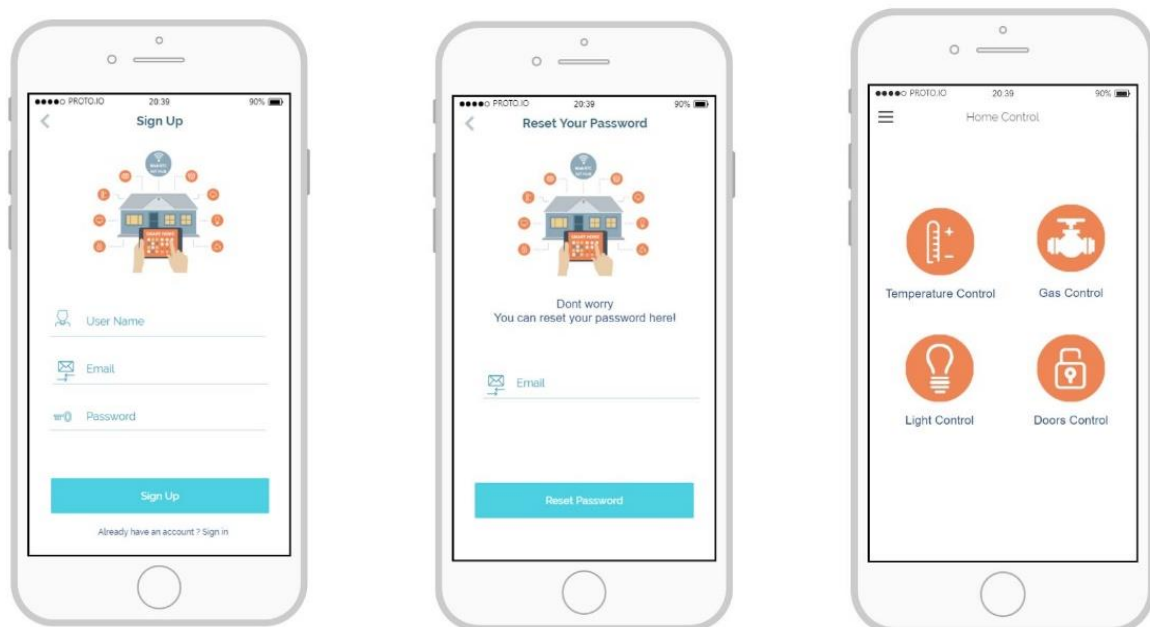 PROTO.IO 20:39 90%
Sign Up
User Name
Email
Password
Sign Up
Already have an account ? Sign in
PROTO.IO 20:39 90%
Reset Your Password
Dont worry
You can reset your password here!
Email
Reset Password
PROTO.IO 20:39 90%
Home Control
Temperature Control
Gas Control
Light Control
Doors Control